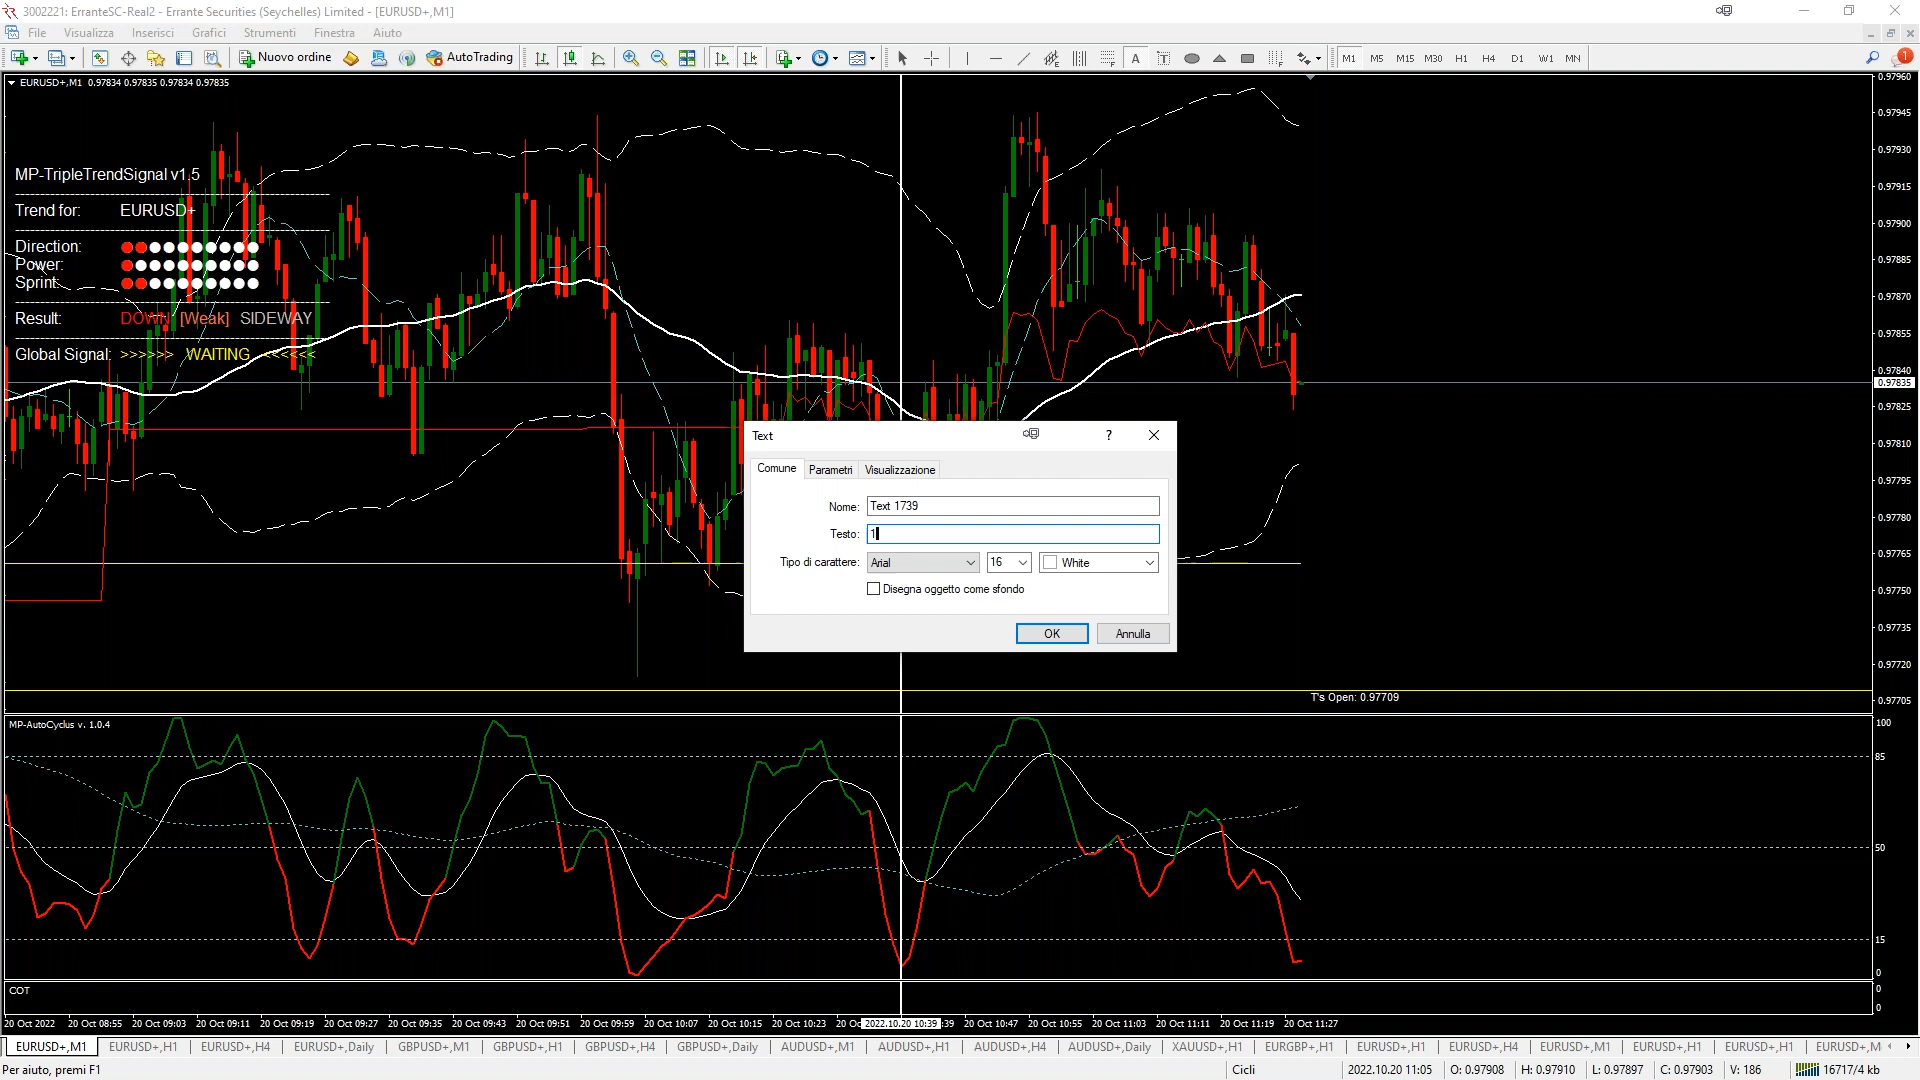 3002221: ErranteSC-Real2 - Errante Securities (Seychelles) Limited - [EURUSD+,M1]
File Visualizza Inserisci Grafici Strumenti Finestra Aiuto
Nuovo ordine AutoTrading A T M1 M5 M15 M30 H1 H4 D1 W1 MN 1
EURUSD+,M1 0.97834 0.97835 0.97834 0.97835
0.97960
0.97945
0.97930
0.97915
0.97900
0.97885
0.97870
0.97855
0.97840
0.97835
0.97825
0.97810
0.97795
0.97780
0.97765
0.97750
0.97735
0.97720
0.97705
MP-TripleTrendSignal v1.5
Trend for: EURUSD+
Direction:
Power:
Sprint:
Result: DOWN [Weak] SIDEWAY
Global Signal: >>>>>> WAITING <<<<<<
Text ?
Comune Parametri Visualizzazione
Nome: Text 1739
Testo: 1
Tipo di carattere: Arial 16 White
Disegna oggetto come sfondo
OK Annulla
T's Open: 0.97709
MP-AutoCyclus v. 1.0.4
100
85
50
15
0
COT
0
0
20 Oct 2022 20 Oct 08:55 20 Oct 09:03 20 Oct 09:11 20 Oct 09:19 20 Oct 09:27 20 Oct 09:35 20 Oct 09:43 20 Oct 09:51 20 Oct 09:59 20 Oct 10:07 20 Oct 10:15 20 Oct 10:23 20 Oc 2022.10.20 10:39 :39 20 Oct 10:47 20 Oct 10:55 20 Oct 11:03 20 Oct 11:11 20 Oct 11:19 20 Oct 11:27
EURUSD+,M1 EURUSD+,H1 EURUSD+,H4 EURUSD+,Daily GBPUSD+,M1 GBPUSD+,H1 GBPUSD+,H4 GBPUSD+,Daily AUDUSD+,M1 AUDUSD+,H1 AUDUSD+,H4 AUDUSD+,Daily XAUUSD+,H1 EURGBP+,H1 EURUSD+,H1 EURUSD+,H4 EURUSD+,M1 EURUSD+,H1 EURUSD+,H1 EURUSD+,M
Per aiuto, premi F1 Cicli 2022.10.20 11:05 O: 0.97908 H: 0.97910 L: 0.97897 C: 0.97903 V: 186 16717/4 kb